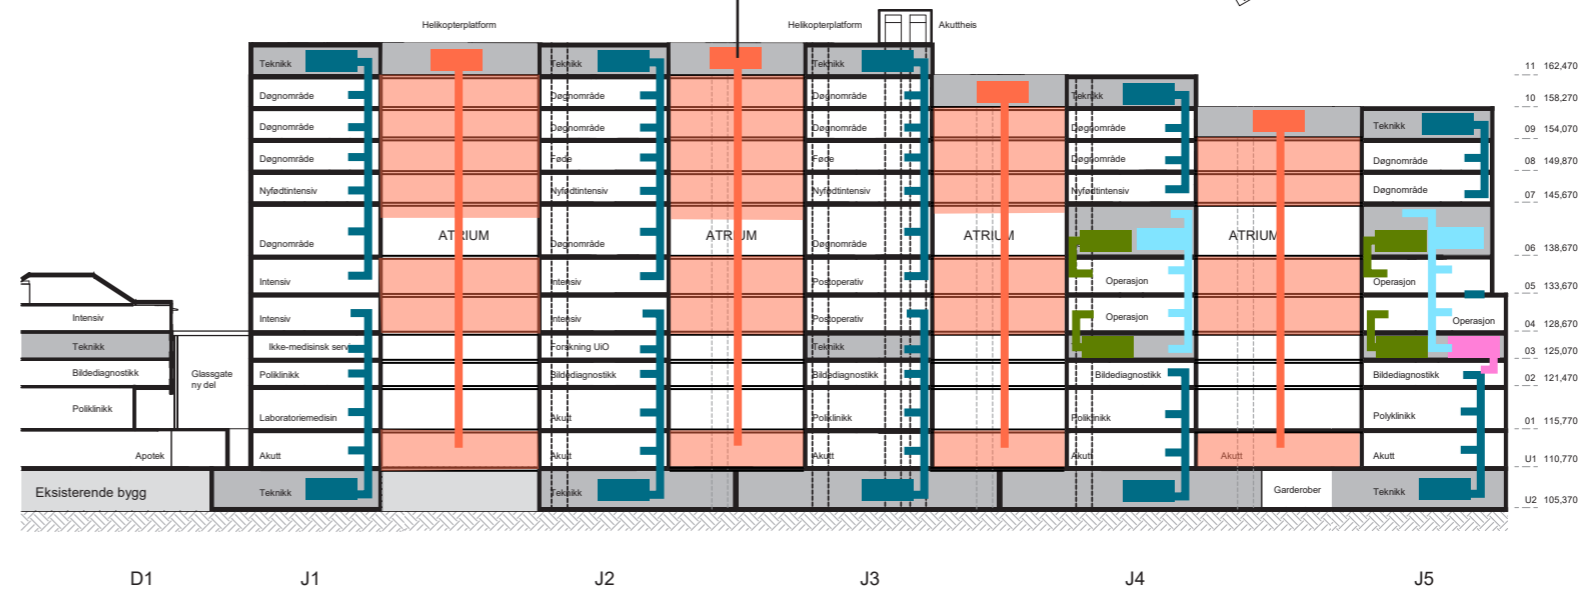 Helikopterplatform Helikopterplatform Akuttheis
Teknikk Teknikk Teknikk 11 162,470
Døgnområde Døgnområde Døgnområde Teknikk 10 158,270
Døgnområde Døgnområde Døgnområde Døgnområde Teknikk 09 154,070
Døgnområde Føde Føde Døgnområde Døgnområde 08 149,870
Nyfødtintensiv Nyfødtintensiv Nyfødtintensiv Nyfødtintensiv Døgnområde 07 145,670
ATRIUM ATRIUM ATRIUM ATRIUM
Døgnområde Døgnområde Døgnområde 06 138,670
Intensiv Intensiv Postoperativ Operasjon Operasjon 05 133,670
Intensiv Intensiv Intensiv Postoperativ Operasjon Operasjon 04 128,670
Teknikk Ikke-medisinsk servi Forskning UiO Teknikk 03 125,070
Bildediagnostikk Glassgate Poliklinikk Bildediagnostikk Bildediagnostikk Bildediagnostikk Bildediagnostikk 02 121,470
ny del
Poliklinikk Laboratoriemedisin Akutt Poliklinikk Poliklinikk Polyklinikk 01 115,770
Apotek Akutt Akutt Akutt Akutt Akutt Akutt U1 110,770
Eksisterende bygg Teknikk Teknikk Garderober Teknikk U2 105,370
D1 J1 J2 J3 J4 J5